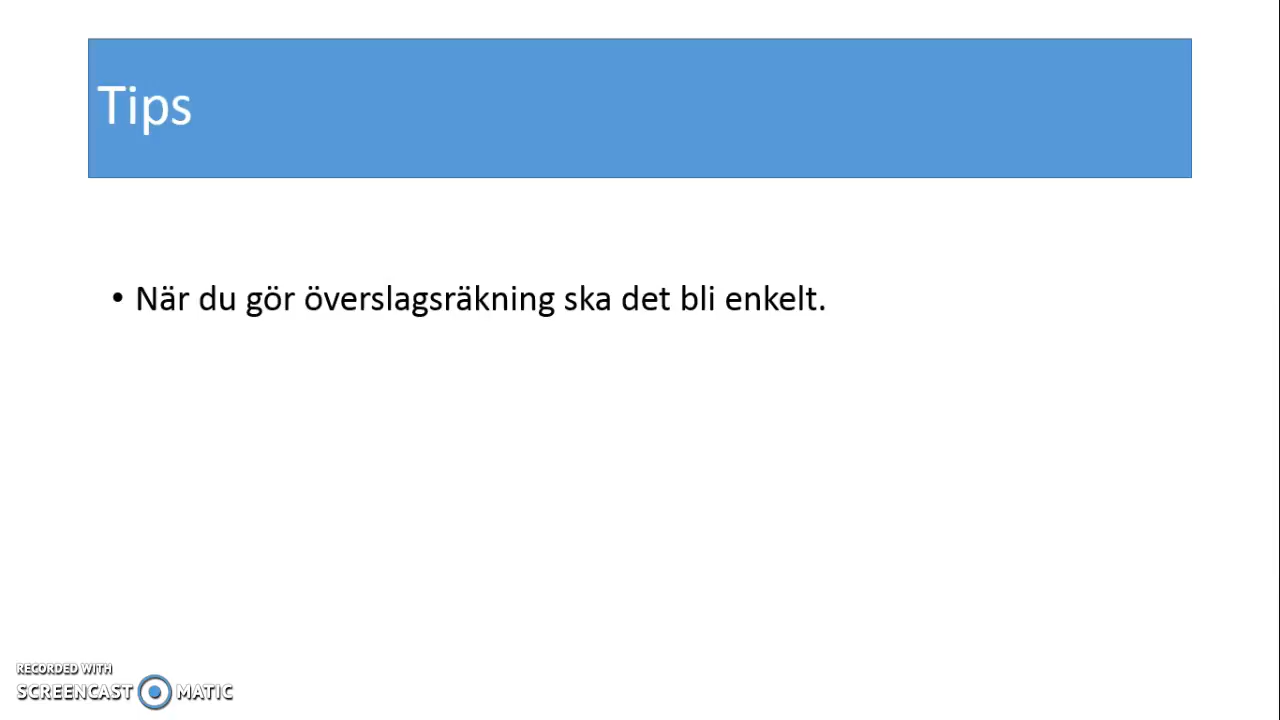 Tips
• När du gör överslagsräkning ska det bli enkelt.
RECORDED WITH
SCREENCAST MATIC